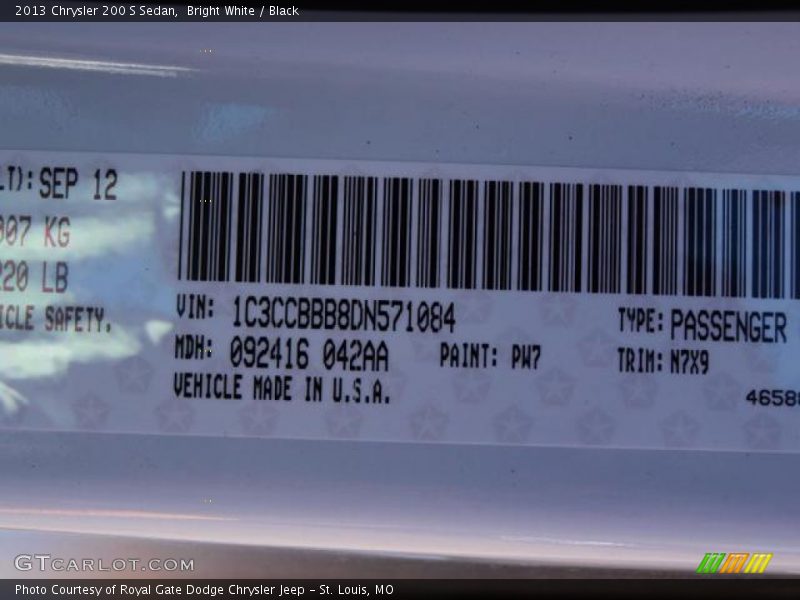 2013 Chrysler 200 S Sedan, Bright White / Black
LT): SEP 12
007 KG
220 LB
ICLE SAFETY.
VIN: 1C3CCBBB8DN571084
TYPE: PASSENGER
MDH: 092416 042AA
PAINT: PW7
TRIM: N7X9
VEHICLE MADE IN U.S.A.
4658
GTCARLOT.COM
Photo Courtesy of Royal Gate Dodge Chrysler Jeep - St. Louis, MO